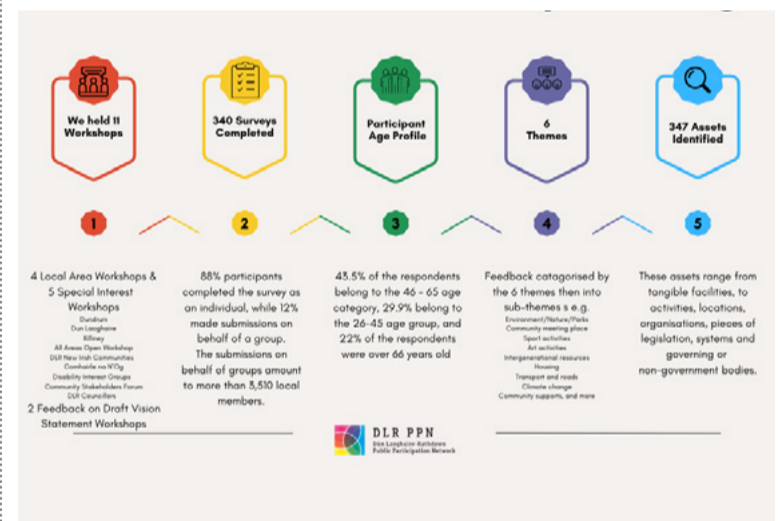 We held 11
Workshops
340 Surveys
Completed
Participant
Age Profile
6
Themes
347 Assets
Identified
1
2
3
4
5
4 Local Area Workshops &
5 Special Interest
Workshops
Dundrum
Dun Laoghaire
Killiney
All Areas Open Workshop
DLR New Irish Communities
Comhairle na N'Og
Disability Interest Groups
Community Stakeholders Forum
DLR Councillors
2 Feedback on Draft Vision
Statement Workshops
88% participants
completed the survey as
an individual, while 12%
made submissions on
behalf of a group.
The submissions on
behalf of groups amount
to more than 3,510 local
members.
43.5% of the respondents
belong to the 46 - 65 age
category, 29.9% belong to
the 26-45 age group, and
22% of the respondents
were over 66 years old
Feedback catagorised by
the 6 themes then into
sub-themes s e.g.
Environment/Nature/Parks
Community meeting place
Sport activities
Art activities
Intergenerational resources
Housing
Transport and roads
Climate change
Community supports, and more
These assets range from
tangible facilities, to
activities, locations,
organisations, pieces of
legislation, systems and
governing or
non-government bodies.
DLR PPN
Dún Laoghaire-Rathdown
Public Participation Network